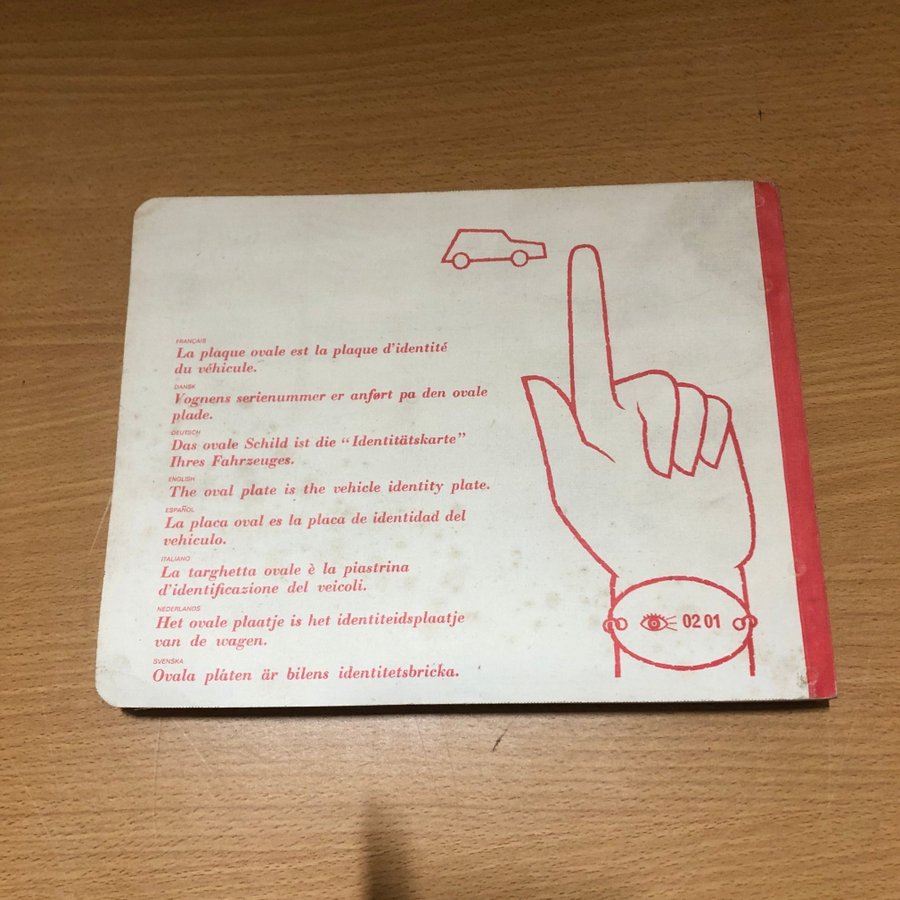 FRANÇAIS
La plaque ovale est la plaque d'identité
du véhicule.
DANSK
Vognens serienummer er anført pa den ovale
plade.
DEUTSCH
Das ovale Schild ist die “Identitätskarte”
Ihres Fahrzeuges.
ENGLISH
The oval plate is the vehicle identity plate.
ESPAÑOL
La placa oval es la placa de identidad del
vehiculo.
ITALIANO
La targhetta ovale è la piastrina
d'identificazione del veicoli.
NEDERLANDS
Het ovale plaatje is het identiteidsplaatje
van de wagen.
SVENSKA
Ovala plåten är bilens identitetsbricka.
02 01